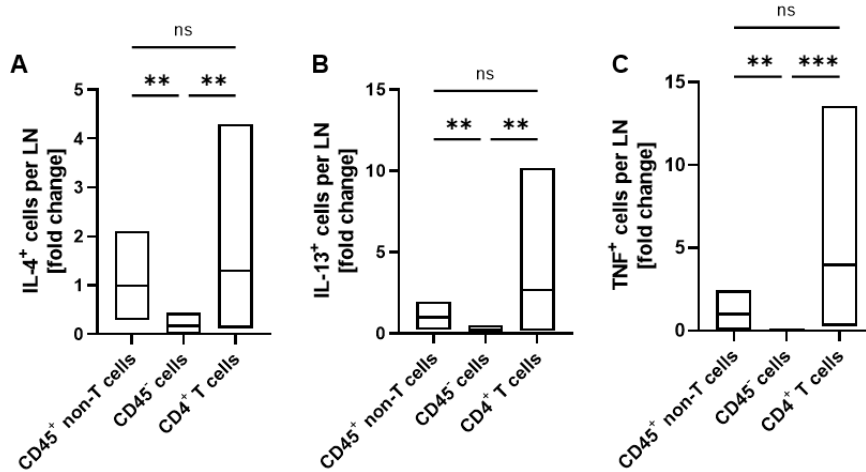 A
ns
** **
IL-4⁺ cells per LN
[fold change]
5
4
3
2
1
0
CD45⁺ non-T cells
CD45⁻ cells
CD4⁺ T cells
B
ns
** **
IL-13⁺ cells per LN
[fold change]
15
10
5
0
CD45⁺ non-T cells
CD45⁻ cells
CD4⁺ T cells
C
ns
** ***
TNF⁺ cells per LN
[fold change]
15
10
5
0
CD45⁺ non-T cells
CD45⁻ cells
CD4⁺ T cells